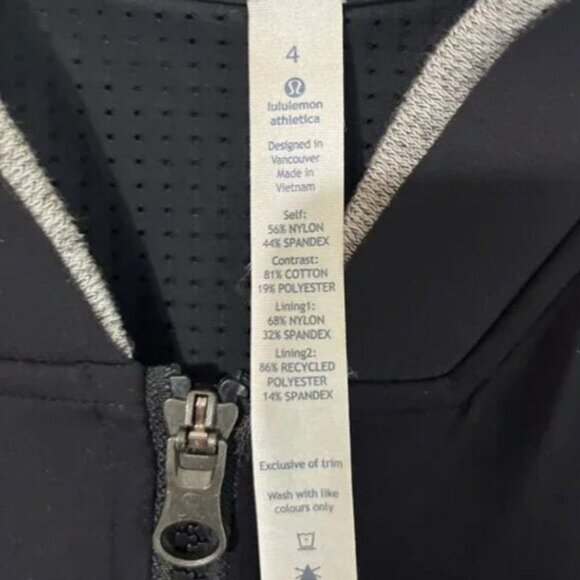 4
lululemon
athletica
Designed in
Vancouver
Made in
Vietnam
Self:
56% NYLON
44% SPANDEX
Contrast:
81% COTTON
19% POLYESTER
Lining1:
68% NYLON
32% SPANDEX
Lining2:
86% RECYCLED
POLYESTER
14% SPANDEX
Exclusive of trim
Wash with like
colours only